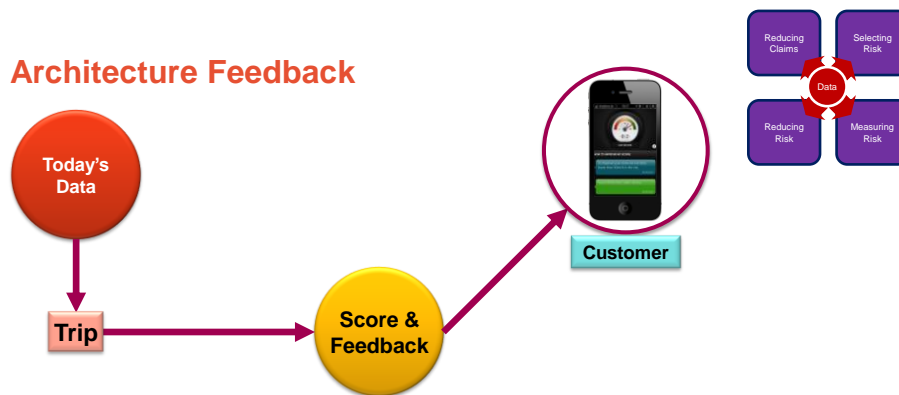 Architecture Feedback
Reducing
Claims
Selecting
Risk
Data
Reducing
Risk
Measuring
Risk
Today's
Data
Trip
Score &
Feedback
Customer